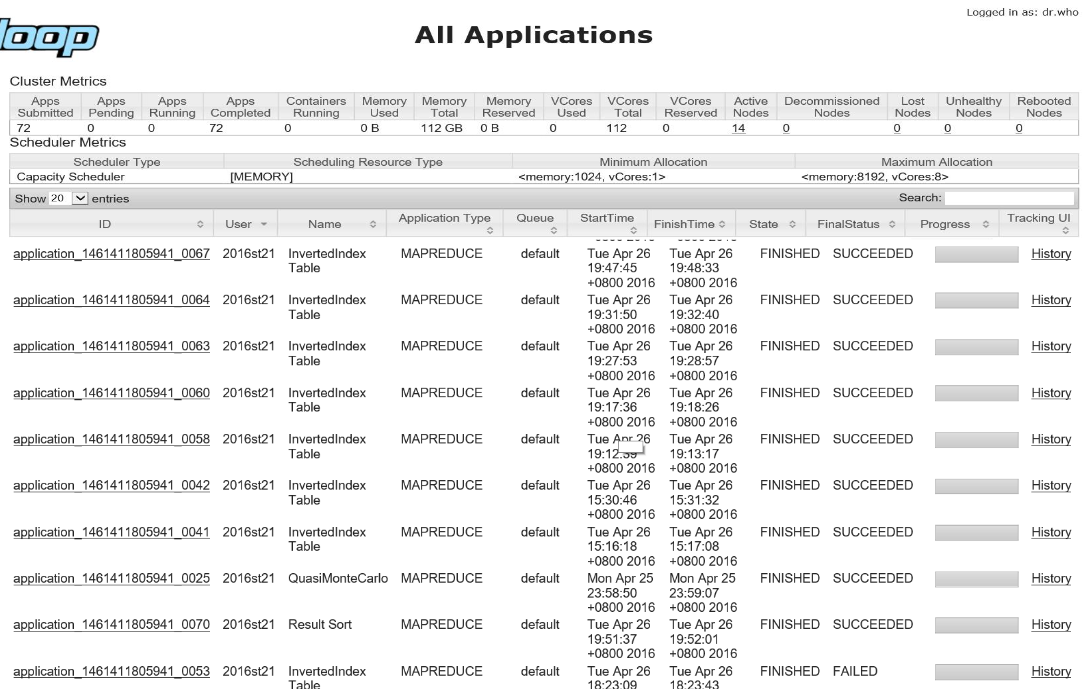 Logged in as: dr.who
loop
All Applications
Cluster Metrics
Apps Submitted Apps Pending Apps Running Apps Completed Containers Running Memory Used Memory Total Memory Reserved VCores Used VCores Total VCores Reserved Active Nodes Decommissioned Nodes Lost Nodes Unhealthy Nodes Rebooted Nodes
72 0 0 72 0 0 B 112 GB 0 B 0 112 0 14 0 0 0 0
Scheduler Metrics
Scheduler Type Scheduling Resource Type Minimum Allocation Maximum Allocation
Capacity Scheduler [MEMORY] <memory:1024, vCores:1> <memory:8192, vCores:8>
Show 20 entries Search:
ID User Name Application Type Queue StartTime FinishTime State FinalStatus Progress Tracking UI
application_1461411805941_0067 2016st21 InvertedIndex MAPREDUCE default Tue Apr 26 Tue Apr 26 FINISHED SUCCEEDED History
Table 19:47:45 19:48:33
+0800 2016 +0800 2016
application_1461411805941_0064 2016st21 InvertedIndex MAPREDUCE default Tue Apr 26 Tue Apr 26 FINISHED SUCCEEDED History
Table 19:31:50 19:32:40
+0800 2016 +0800 2016
application_1461411805941_0063 2016st21 InvertedIndex MAPREDUCE default Tue Apr 26 Tue Apr 26 FINISHED SUCCEEDED History
Table 19:27:53 19:28:57
+0800 2016 +0800 2016
application_1461411805941_0060 2016st21 InvertedIndex MAPREDUCE default Tue Apr 26 Tue Apr 26 FINISHED SUCCEEDED History
Table 19:17:36 19:18:26
+0800 2016 +0800 2016
application_1461411805941_0058 2016st21 InvertedIndex MAPREDUCE default Tue Apr 26 Tue Apr 26 FINISHED SUCCEEDED History
Table 19:13:17
+0800 2016 +0800 2016
application_1461411805941_0042 2016st21 InvertedIndex MAPREDUCE default Tue Apr 26 Tue Apr 26 FINISHED SUCCEEDED History
Table 15:30:46 15:31:32
+0800 2016 +0800 2016
application_1461411805941_0041 2016st21 InvertedIndex MAPREDUCE default Tue Apr 26 Tue Apr 26 FINISHED SUCCEEDED History
Table 15:16:18 15:17:08
+0800 2016 +0800 2016
application_1461411805941_0025 2016st21 QuasiMonteCarlo MAPREDUCE default Mon Apr 25 Mon Apr 25 FINISHED SUCCEEDED History
23:58:50 23:59:07
+0800 2016 +0800 2016
application_1461411805941_0070 2016st21 Result Sort MAPREDUCE default Tue Apr 26 Tue Apr 26 FINISHED SUCCEEDED History
19:51:37 19:52:01
+0800 2016 +0800 2016
application_1461411805941_0053 2016st21 InvertedIndex MAPREDUCE default Tue Apr 26 Tue Apr 26 FINISHED FAILED History
Table 18:23:09 18:23:43